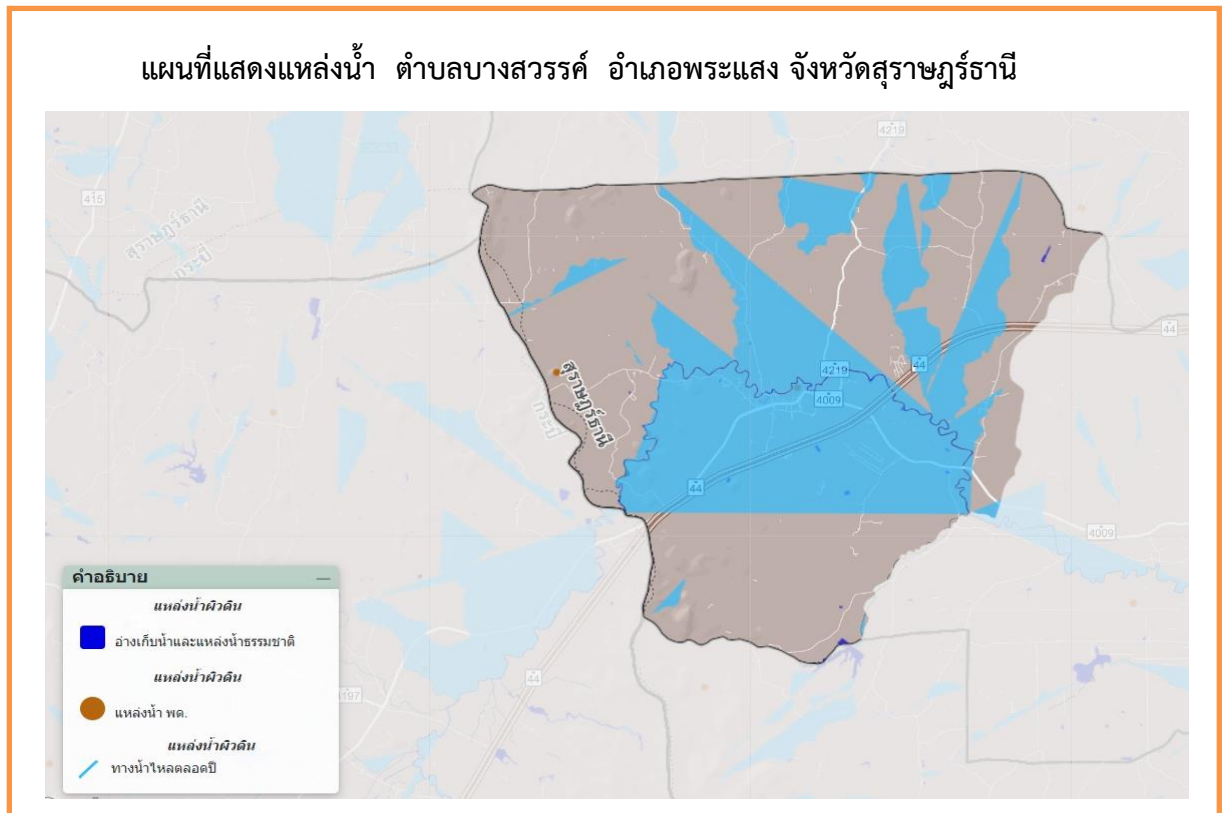 แผนที่แสดงแหล่งน้ำ ตำบลบางสวรรค์ อำเภอพระแสง จังหวัดสุราษฎร์ธานี
4219
415
สุราษฎร์ธานี
กระบี่
44
4219
44
4009
สุราษฎร์ธานี
กระบี่
44
4009
44
4197
คำอธิบาย
แหล่งน้ำผิวดิน
อ่างเก็บน้ำและแหล่งน้ำธรรมชาติ
แหล่งน้ำผิวดิน
แหล่งน้ำ พด.
แหล่งน้ำผิวดิน
ทางน้ำไหลตลอดปี